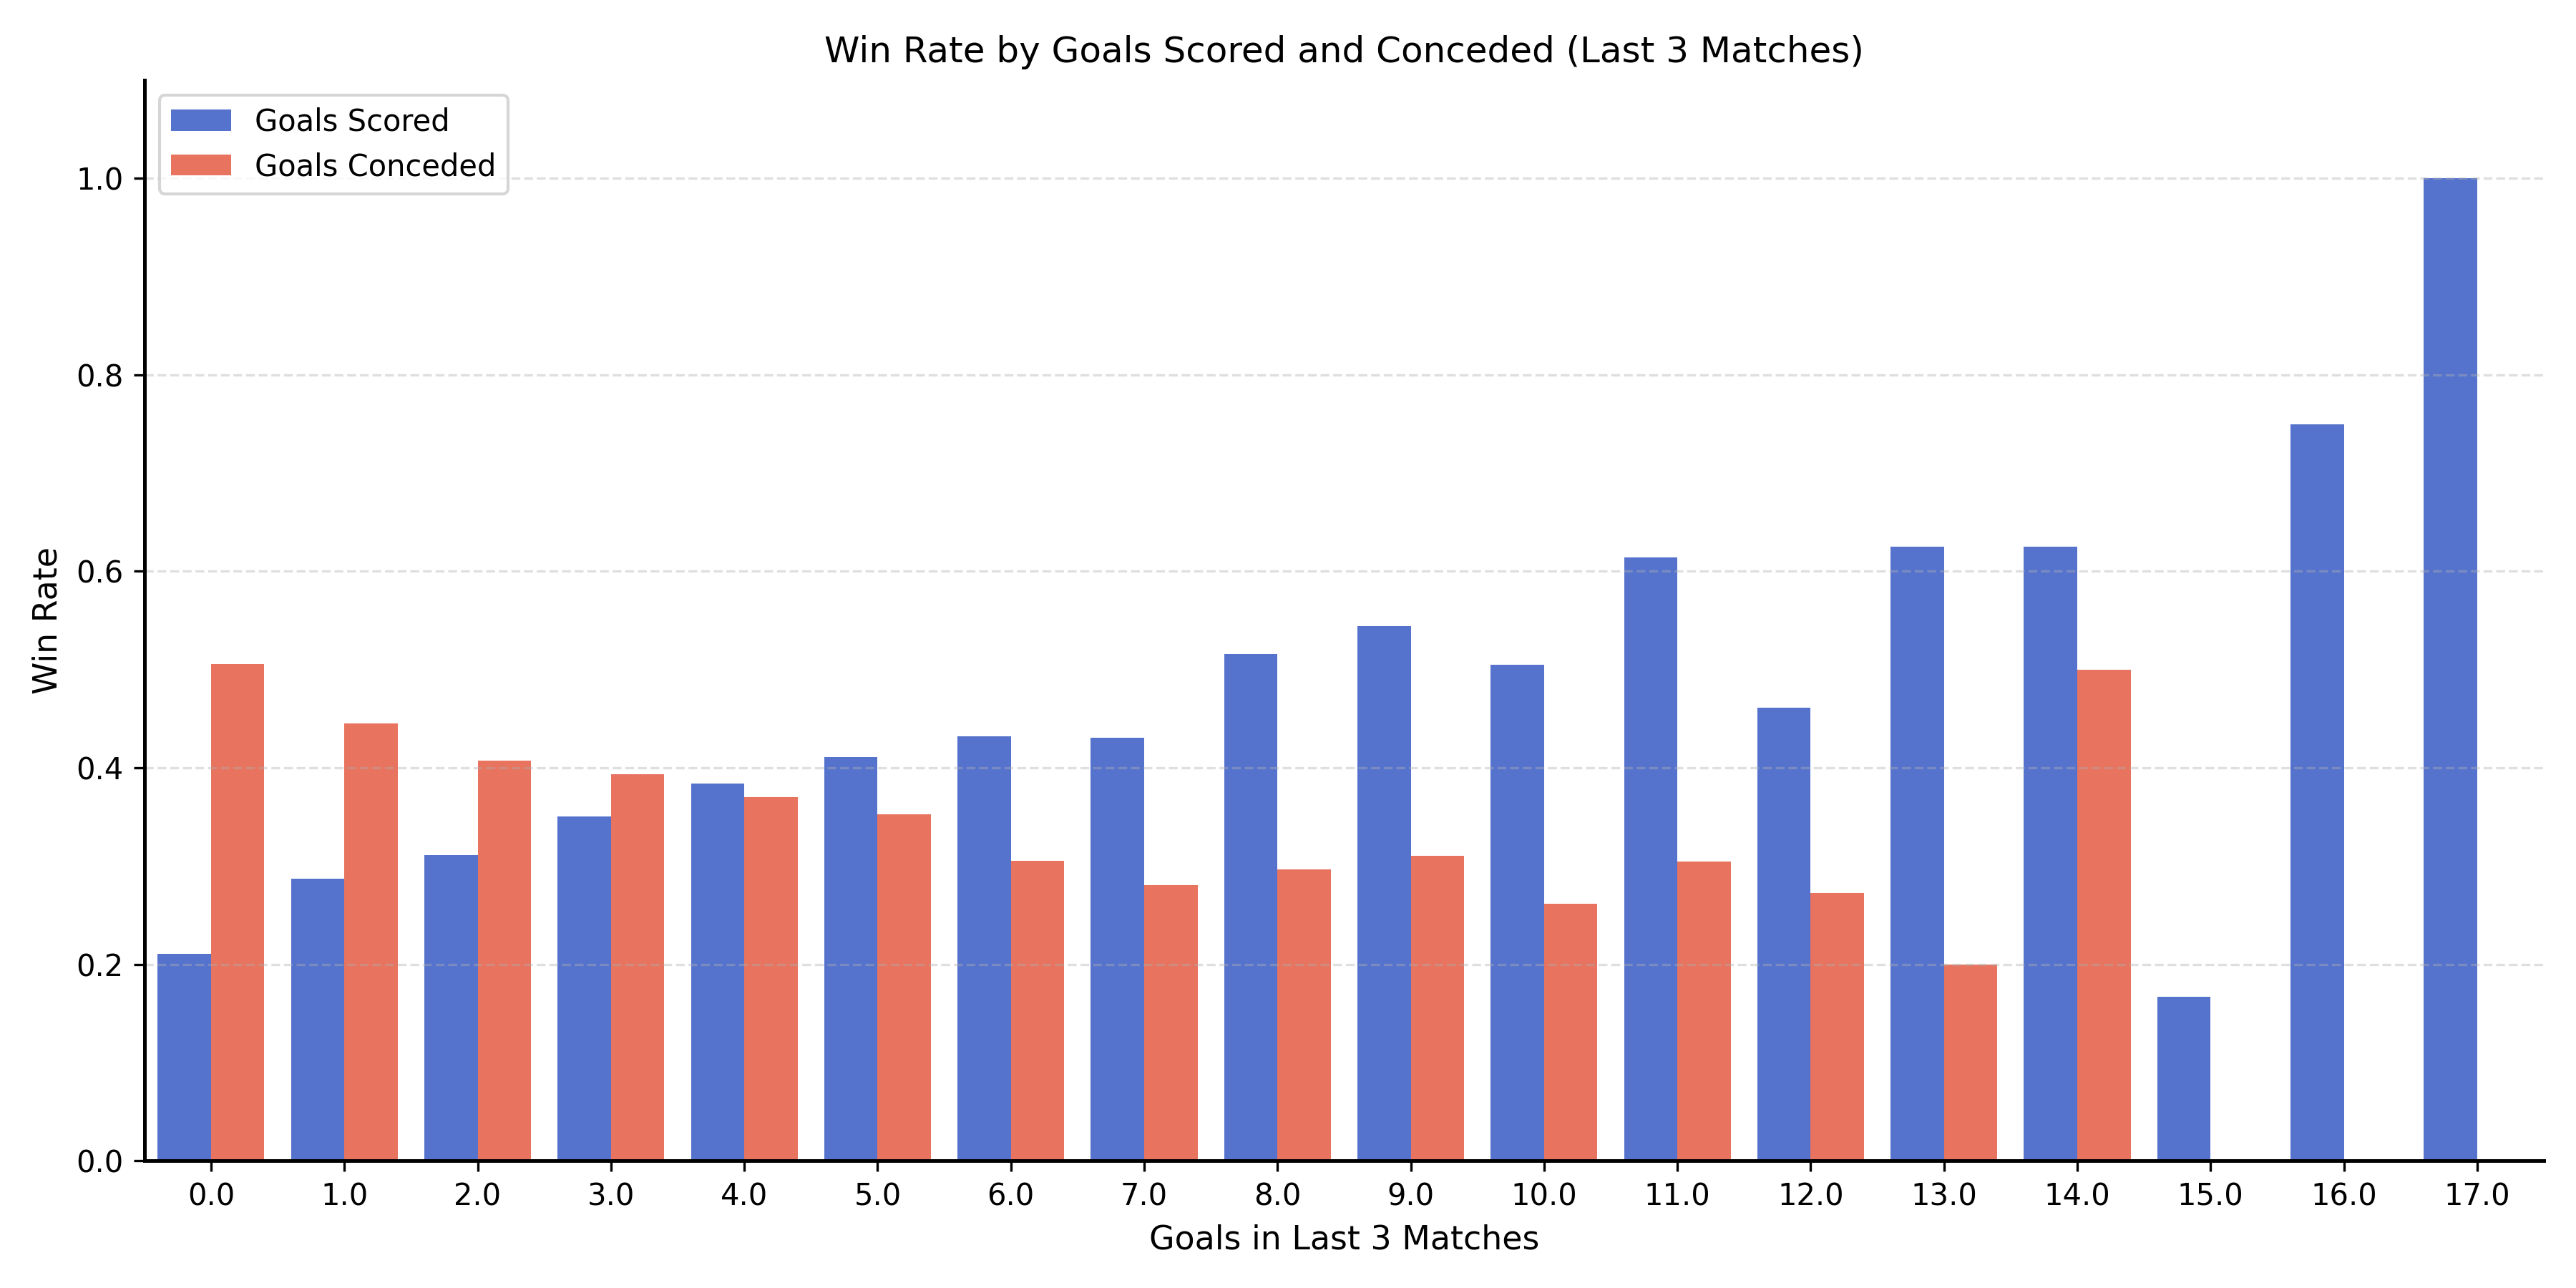 Win Rate by Goals Scored and Conceded (Last 3 Matches)
Goals Scored
Goals Conceded
1.0
0.8
0.6
0.4
0.2
0.0
Win Rate
0.0 1.0 2.0 3.0 4.0 5.0 6.0 7.0 8.0 9.0 10.0 11.0 12.0 13.0 14.0 15.0 16.0 17.0
Goals in Last 3 Matches